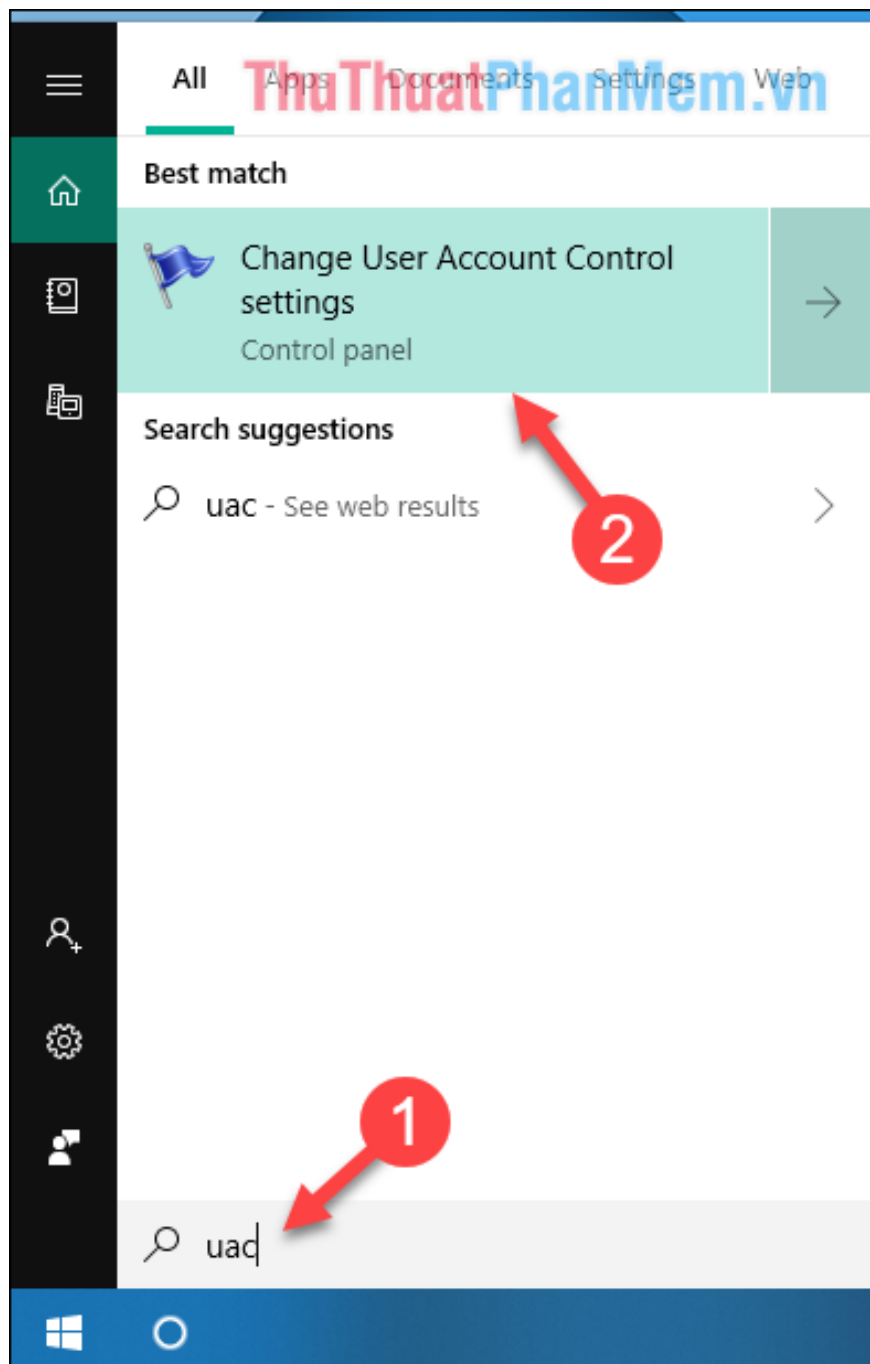 All Apps Documents Settings Web
ThuThuatPhanMem.vn
Best match
Change User Account Control
settings
Control panel
Search suggestions
uac - See web results
2
1
uac